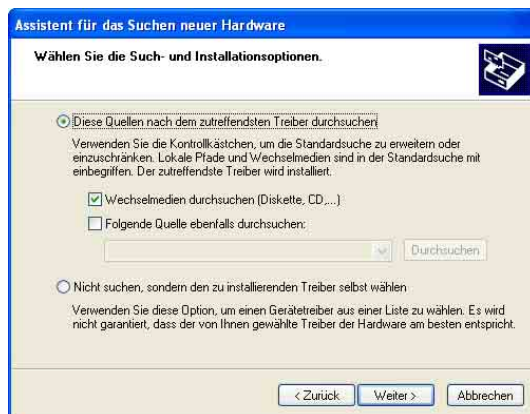 Assistent für das Suchen neuer Hardware
Wählen Sie die Such- und Installationsoptionen.
Diese Quellen nach dem zutreffendsten Treiber durchsuchen
Verwenden Sie die Kontrollkästchen, um die Standardsuche zu erweitern oder
einzuschränken. Lokale Pfade und Wechselmedien sind in der Standardsuche mit
einbegriffen. Der zutreffendste Treiber wird installiert.
Wechselmedien durchsuchen (Diskette, CD,...)
Folgende Quelle ebenfalls durchsuchen:
Durchsuchen
Nicht suchen, sondern den zu installierenden Treiber selbst wählen
Verwenden Sie diese Option, um einen Gerätetreiber aus einer Liste zu wählen. Es wird
nicht garantiert, dass der von Ihnen gewählte Treiber der Hardware am besten entspricht.
< Zurück Weiter > Abbrechen